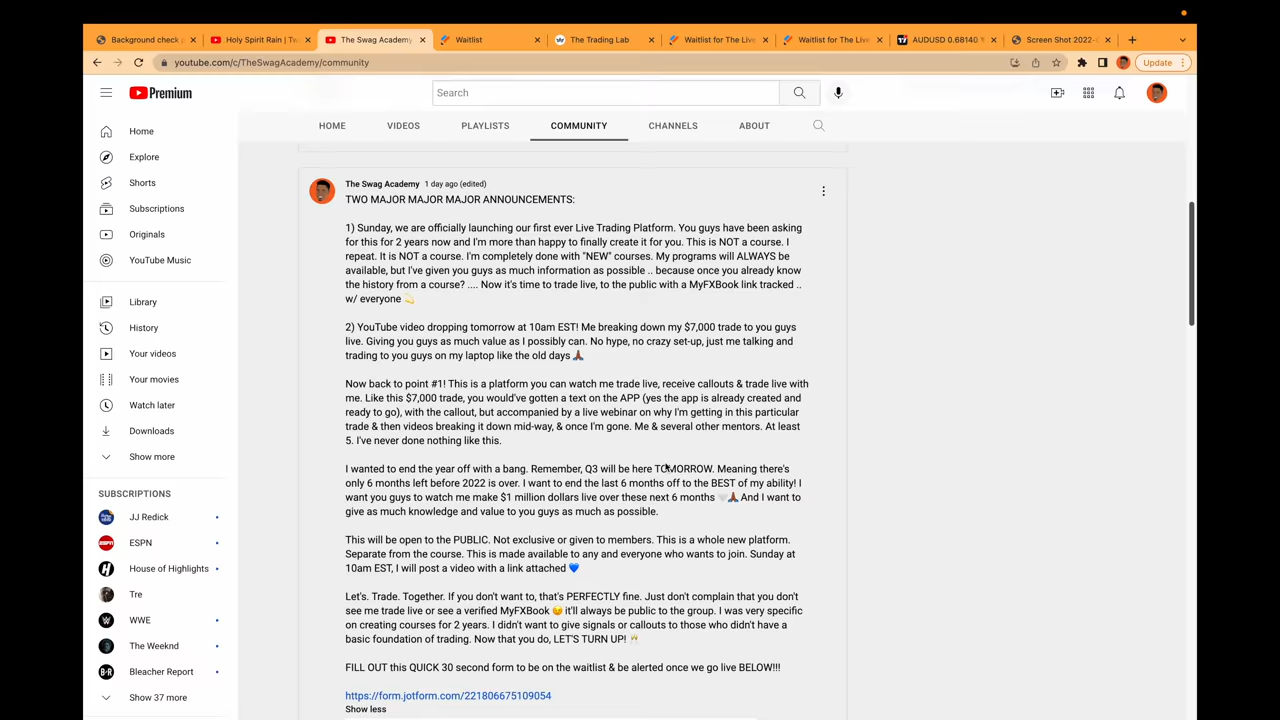 Background check p
Holy Spirit Rain | Tw
The Swag Academy
Waitlist
The Trading Lab
Waitlist for The Live
Waitlist for The Live
AUDUSD 0.68140
Screen Shot 2022-0
youtube.com/c/TheSwagAcademy/community
Update
Premium
Search
HOME
VIDEOS
PLAYLISTS
COMMUNITY
CHANNELS
ABOUT
Home
Explore
Shorts
Subscriptions
Originals
YouTube Music
Library
History
Your videos
Your movies
Watch later
Downloads
Show more
SUBSCRIPTIONS
JJ Redick
ESPN
House of Highlights
Tre
WWE
The Weeknd
Bleacher Report
Show 37 more
The Swag Academy 1 day ago (edited)
TWO MAJOR MAJOR MAJOR ANNOUNCEMENTS:
1) Sunday, we are officially launching our first ever Live Trading Platform. You guys have been asking
for this for 2 years now and I'm more than happy to finally create it for you. This is NOT a course. I
repeat. It is NOT a course. I'm completely done with "NEW" courses. My programs will ALWAYS be
available, but I've given you guys as much information as possible .. because once you already know
the history from a course? .... Now it's time to trade live, to the public with a MyFXBook link tracked ..
w/ everyone 💫
2) YouTube video dropping tomorrow at 10am EST! Me breaking down my $7,000 trade to you guys
live. Giving you guys as much value as I possibly can. No hype, no crazy set-up, just me talking and
trading to you guys on my laptop like the old days 🙏🏾
Now back to point #1! This is a platform you can watch me trade live, receive callouts & trade live with
me. Like this $7,000 trade, you would've gotten a text on the APP (yes the app is already created and
ready to go), with the callout, but accompanied by a live webinar on why I'm getting in this particular
trade & then videos breaking it down mid-way, & once I'm gone. Me & several other mentors. At least
5. I've never done nothing like this.
I wanted to end the year off with a bang. Remember, Q3 will be here TOMORROW. Meaning there's
only 6 months left before 2022 is over. I want to end the last 6 months off to the BEST of my ability! I
want you guys to watch me make $1 million dollars live over these next 6 months 🤍🙏🏾 And I want to
give as much knowledge and value to you guys as much as possible.
This will be open to the PUBLIC. Not exclusive or given to members. This is a whole new platform.
Separate from the course. This is made available to any and everyone who wants to join. Sunday at
10am EST, I will post a video with a link attached 💙
Let's. Trade. Together. If you don't want to, that's PERFECTLY fine. Just don't complain that you don't
see me trade live or see a verified MyFXBook 😉 it'll always be public to the group. I was very specific
on creating courses for 2 years. I didn't want to give signals or callouts to those who didn't have a
basic foundation of trading. Now that you do, LET'S TURN UP! 🥂
FILL OUT this QUICK 30 second form to be on the waitlist & be alerted once we go live BELOW!!!
https://form.jotform.com/221806675109054
Show less